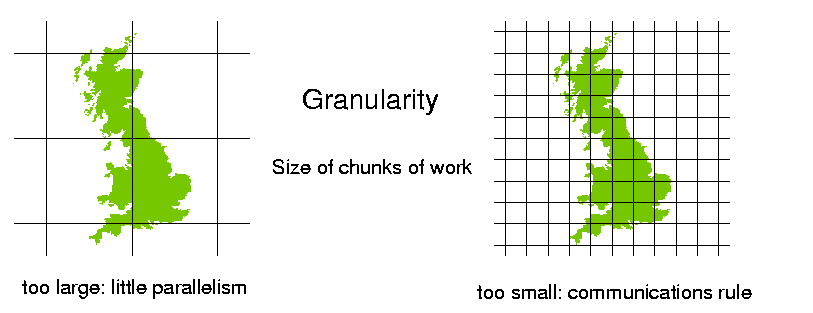 Granularity
Size of chunks of work
too large: little parallelism
too small: communications rule